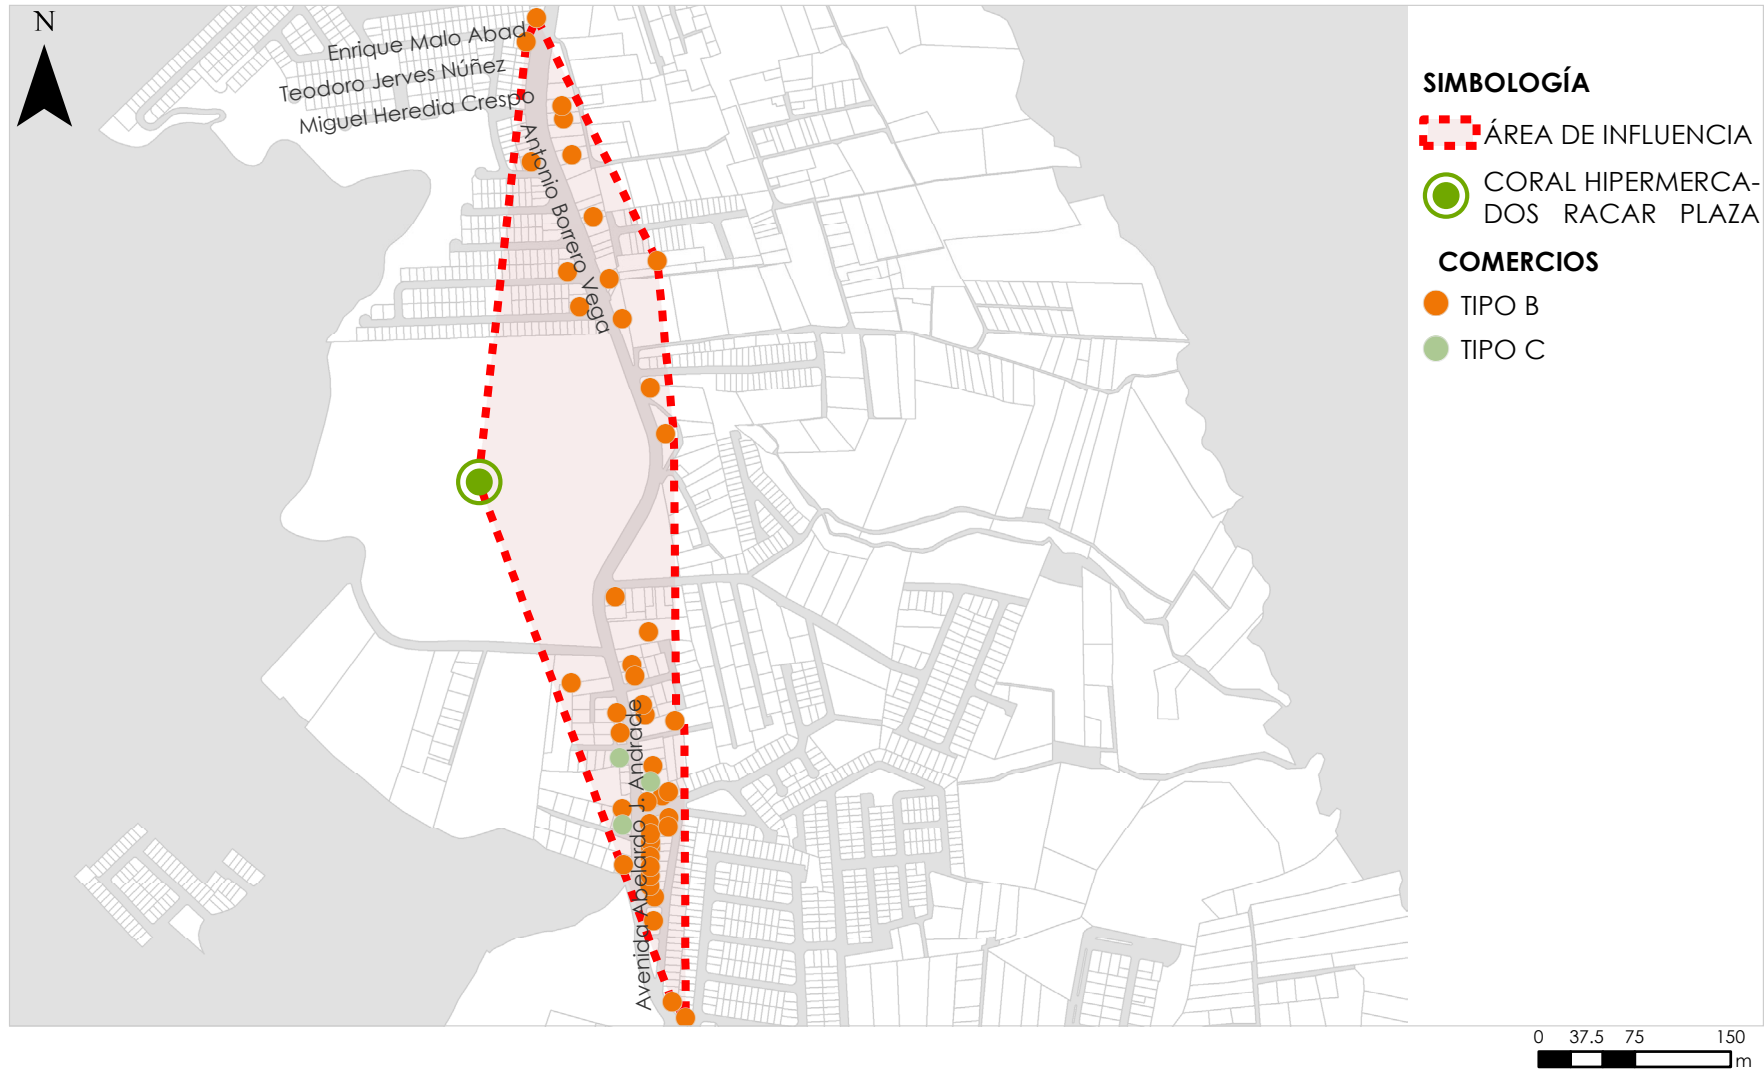 N
Enrique Malo Abad
Teodoro Jerves Núñez
Miguel Heredia Crespo
Antonio Borrero Vega
Avenida Abelardo J. Andrade
SIMBOLOGÍA
ÁREA DE INFLUENCIA
CORAL HIPERMERCA-
DOS RACAR PLAZA
COMERCIOS
TIPO B
TIPO C
0 37.5 75 150
m